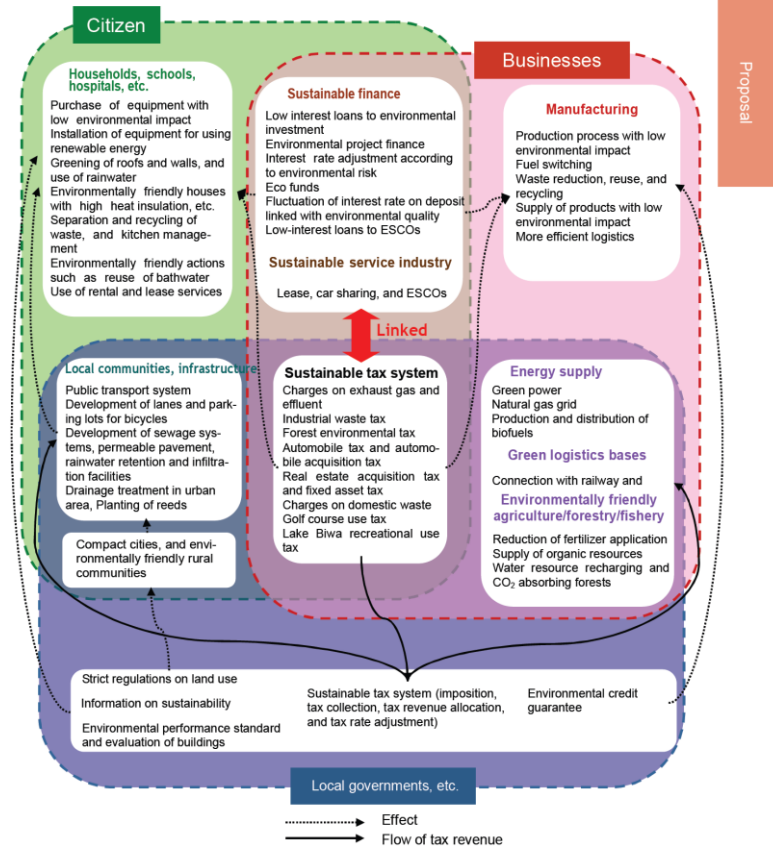 Citizen
Businesses
Proposal
Households, schools,
hospitals, etc.
Purchase of equipment with
low environmental impact
Installation of equipment for using
renewable energy
Greening of roofs and walls, and
use of rainwater
Environmentally friendly houses
with high heat insulation, etc.
Separation and recycling of
waste, and kitchen manage-
ment
Environmentally friendly actions
such as reuse of bathwater
Use of rental and lease services
Sustainable finance
Low interest loans to environmental
investment
Environmental project finance
Interest rate adjustment according
to environmental risk
Eco funds
Fluctuation of interest rate on deposit
linked with environmental quality
Low-interest loans to ESCOs
Sustainable service industry
Lease, car sharing, and ESCOs
Manufacturing
Production process with low
environmental impact
Fuel switching
Waste reduction, reuse, and
recycling
Supply of products with low
environmental impact
More efficient logistics
Linked
Local communities, infrastructure
Public transport system
Development of lanes and park-
ing lots for bicycles
Development of sewage sys-
tems, permeable pavement,
rainwater retention and infiltra-
tion facilities
Drainage treatment in urban
area, Planting of reeds
Compact cities, and envi-
ronmentally friendly rural
communities
Sustainable tax system
Charges on exhaust gas and
effluent
Industrial waste tax
Forest environmental tax
Automobile tax and automo-
bile acquisition tax
Real estate acquisition tax
and fixed asset tax
Charges on domestic waste
Golf course use tax
Lake Biwa recreational use
tax
Energy supply
Green power
Natural gas grid
Production and distribution of
biofuels
Green logistics bases
Connection with railway and
Environmentally friendly
agriculture/forestry/fishery
Reduction of fertilizer application
Supply of organic resources
Water resource recharging and
CO₂ absorbing forests
Strict regulations on land use
Information on sustainability
Environmental performance standard
and evaluation of buildings
Sustainable tax system (imposition,
tax collection, tax revenue allocation,
and tax rate adjustment)
Environmental credit
guarantee
Local governments, etc.
Effect
Flow of tax revenue